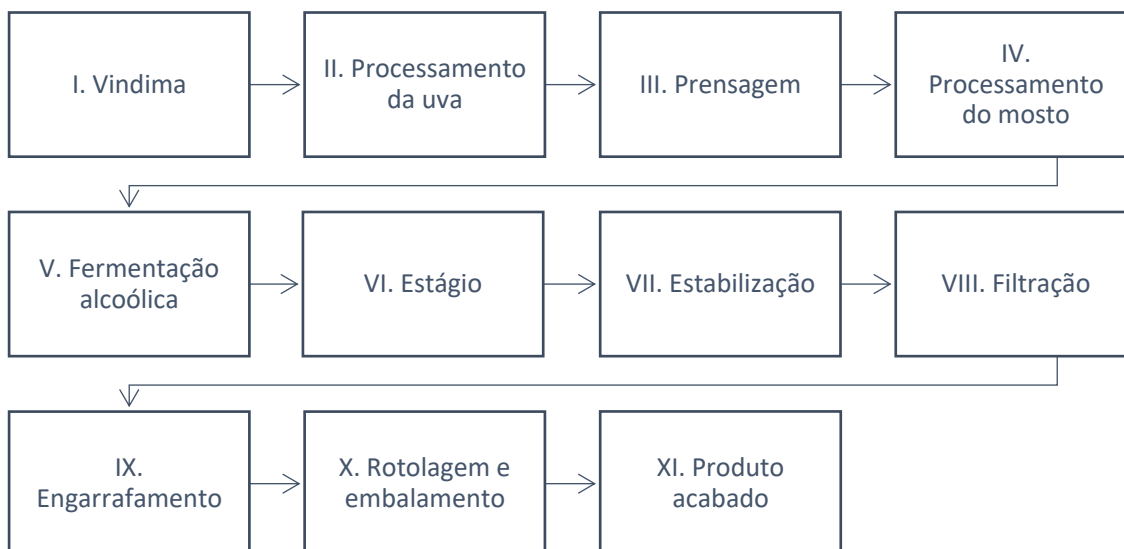 I. Vindima
II. Processamento
da uva
III. Prensagem
IV.
Processamento
do mosto
V. Fermentação
alcoólica
VI. Estágio
VII. Estabilização
VIII. Filtração
IX.
Engarrafamento
X. Rotolagem e
embalamento
XI. Produto
acabado